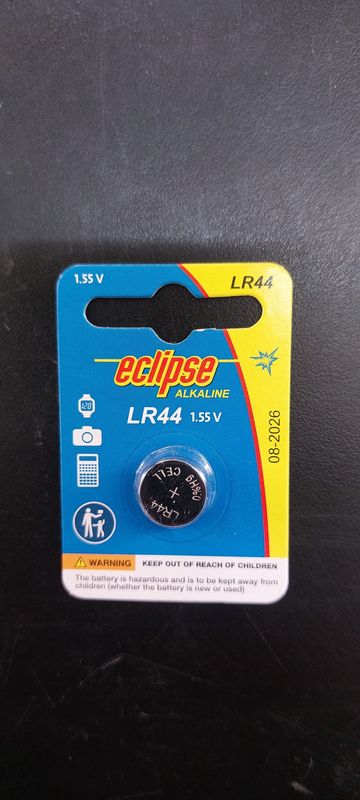 1.55 V
LR44
eclipse
ALKALINE
LR44 1.55 V
08-2026
CELL
0%Hg
+
LR44
WARNING KEEP OUT OF REACH OF CHILDREN
The battery is hazardous and is to be kept away from
children (whether the battery is new or used)